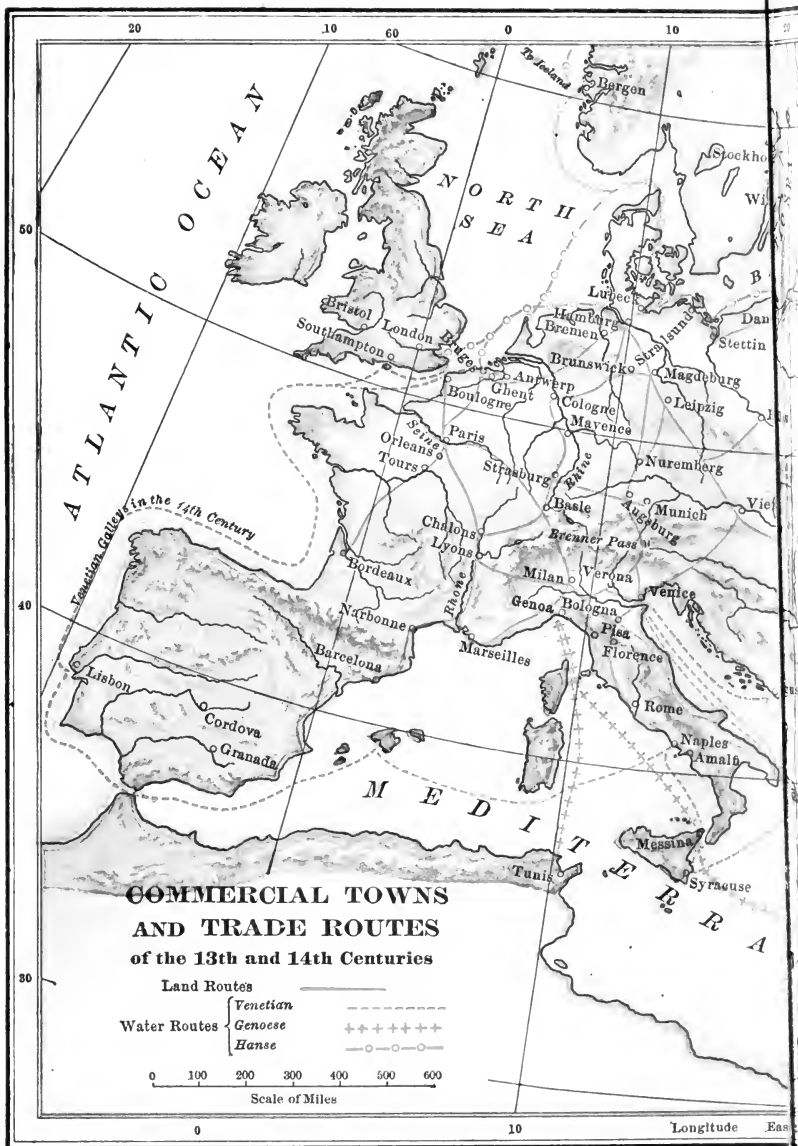 20
10
60
0
10
20
To Iceland
Bergen
ATLANTIC OCEAN
NORTH
SEA
50
Lubeck
Hamburg
Bremen
Stralsund
Stettin
Bristol
London
Southampton
Bruges
Brunswick
Magdeburg
Antwerp
Ghent
Boulogne
Cologne
Leipzig
Mayence
Seine
Paris
Orleans
Tours
Strasburg
Rhine
Nuremberg
Basle
Augsburg
Munich
Venetian Galleys in the 14th Century
Chalons
Lyons
Brenner Pass
Bordeaux
Milan
Verona
Venice
Rhone
Genoa
Bologna
40
Narbonne
Pisa
Marseilles
Florence
Barcelona
Lisbon
Rome
Cordova
Naples
Granada
Amalfi
MEDITERRA
Messina
Tunis
Syracuse
COMMERCIAL TOWNS
AND TRADE ROUTES
of the 13th and 14th Centuries
30
Land Routes
Water Routes
Venetian
Genoese
Hanse
0 100 200 300 400 500 600
Scale of Miles
0
10
Longitude Eas